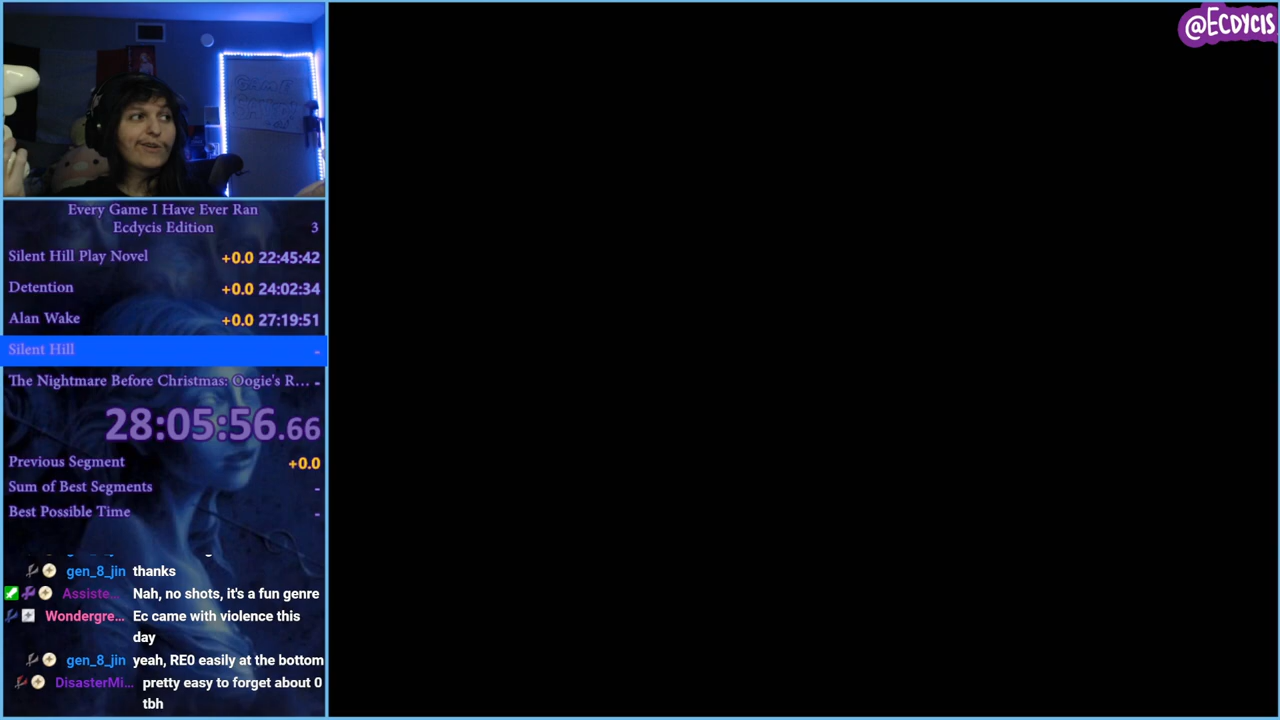 @ECDYCIS
Every Game I Have Ever Ran
Ecdycis Edition 3
Silent Hill Play Novel +0.0 22:45:42
Detention +0.0 24:02:34
Alan Wake +0.0 27:19:51
Silent Hill -
The Nightmare Before Christmas: Oogie's R... -
28:05:56.66
Previous Segment +0.0
Sum of Best Segments -
Best Possible Time -
gen_8_jin thanks
Assiste... Nah, no shots, it's a fun genre
Wondergre... Ec came with violence this
day
gen_8_jin yeah, RE0 easily at the bottom
DisasterMi... pretty easy to forget about 0
tbh